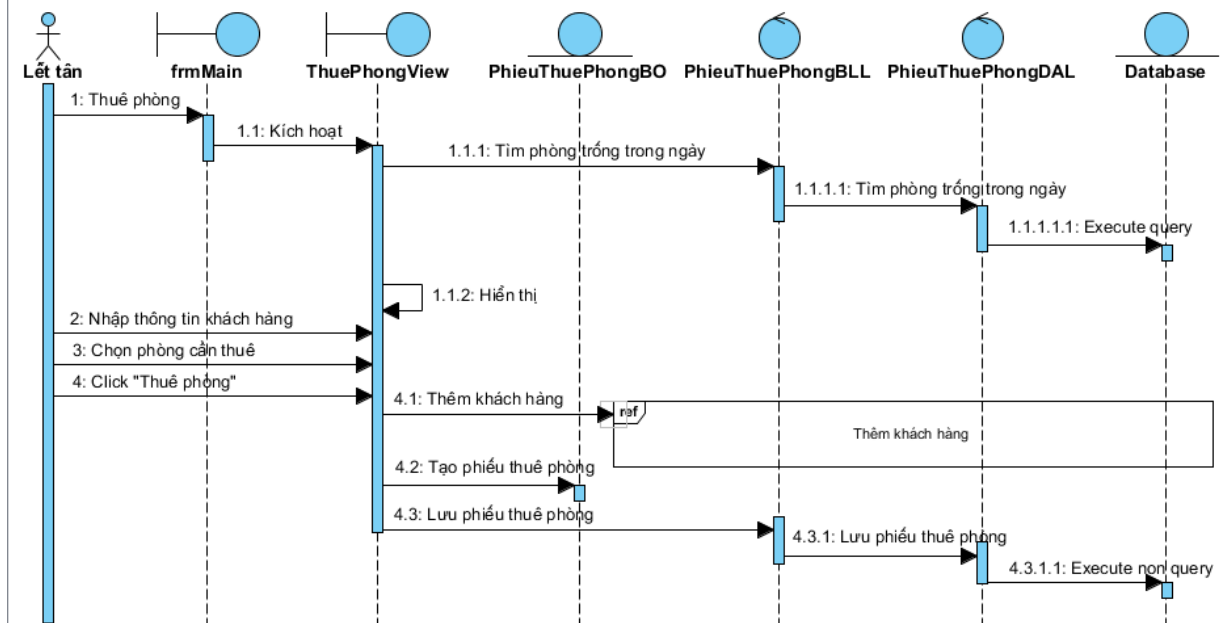 Lết tân
frmMain
ThuePhongView
PhieuThuePhongBO
PhieuThuePhongBLL
PhieuThuePhongDAL
Database
1: Thuê phòng
1.1: Kích hoạt
1.1.1: Tìm phòng trống trong ngày
1.1.1.1: Tìm phòng trống trong ngày
1.1.1.1.1: Execute query
1.1.2: Hiển thị
2: Nhập thông tin khách hàng
3: Chọn phòng cần thuê
4: Click "Thuê phòng"
4.1: Thêm khách hàng
ref
Thêm khách hàng
4.2: Tạo phiếu thuê phòng
4.3: Lưu phiếu thuê phòng
4.3.1: Lưu phiếu thuê phòng
4.3.1.1: Execute non query